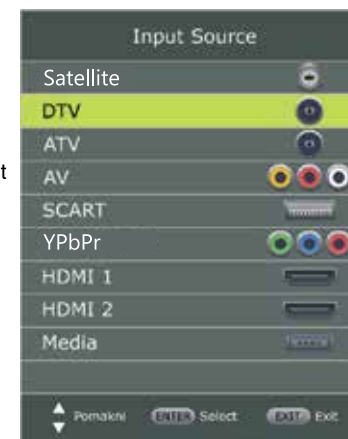 Input Source
Satellite
DTV
ATV
t
AV
SCART
YPbPr
HDMI 1
HDMI 2
Media
Pomakni ENTER Select EXIT Exit